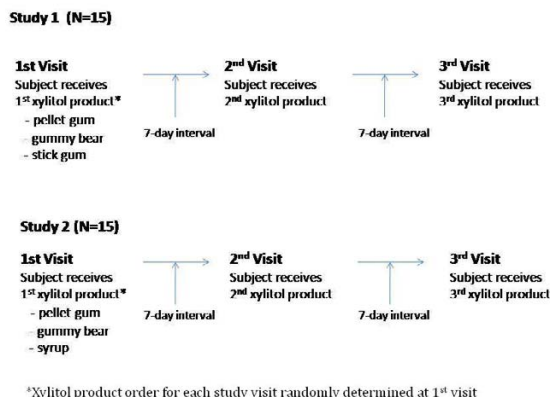 Study 1 (N=15)
1st Visit
Subject receives
1st xylitol product*
- pellet gum
- gummy bear
- stick gum
7-day interval
2nd Visit
Subject receives
2nd xylitol product
7-day interval
3rd Visit
Subject receives
3rd xylitol product
Study 2 (N=15)
1st Visit
Subject receives
1st xylitol product*
- pellet gum
- gummy bear
- syrup
7-day interval
2nd Visit
Subject receives
2nd xylitol product
7-day interval
3rd Visit
Subject receives
3rd xylitol product
*Xylitol product order for each study visit randomly determined at 1st visit